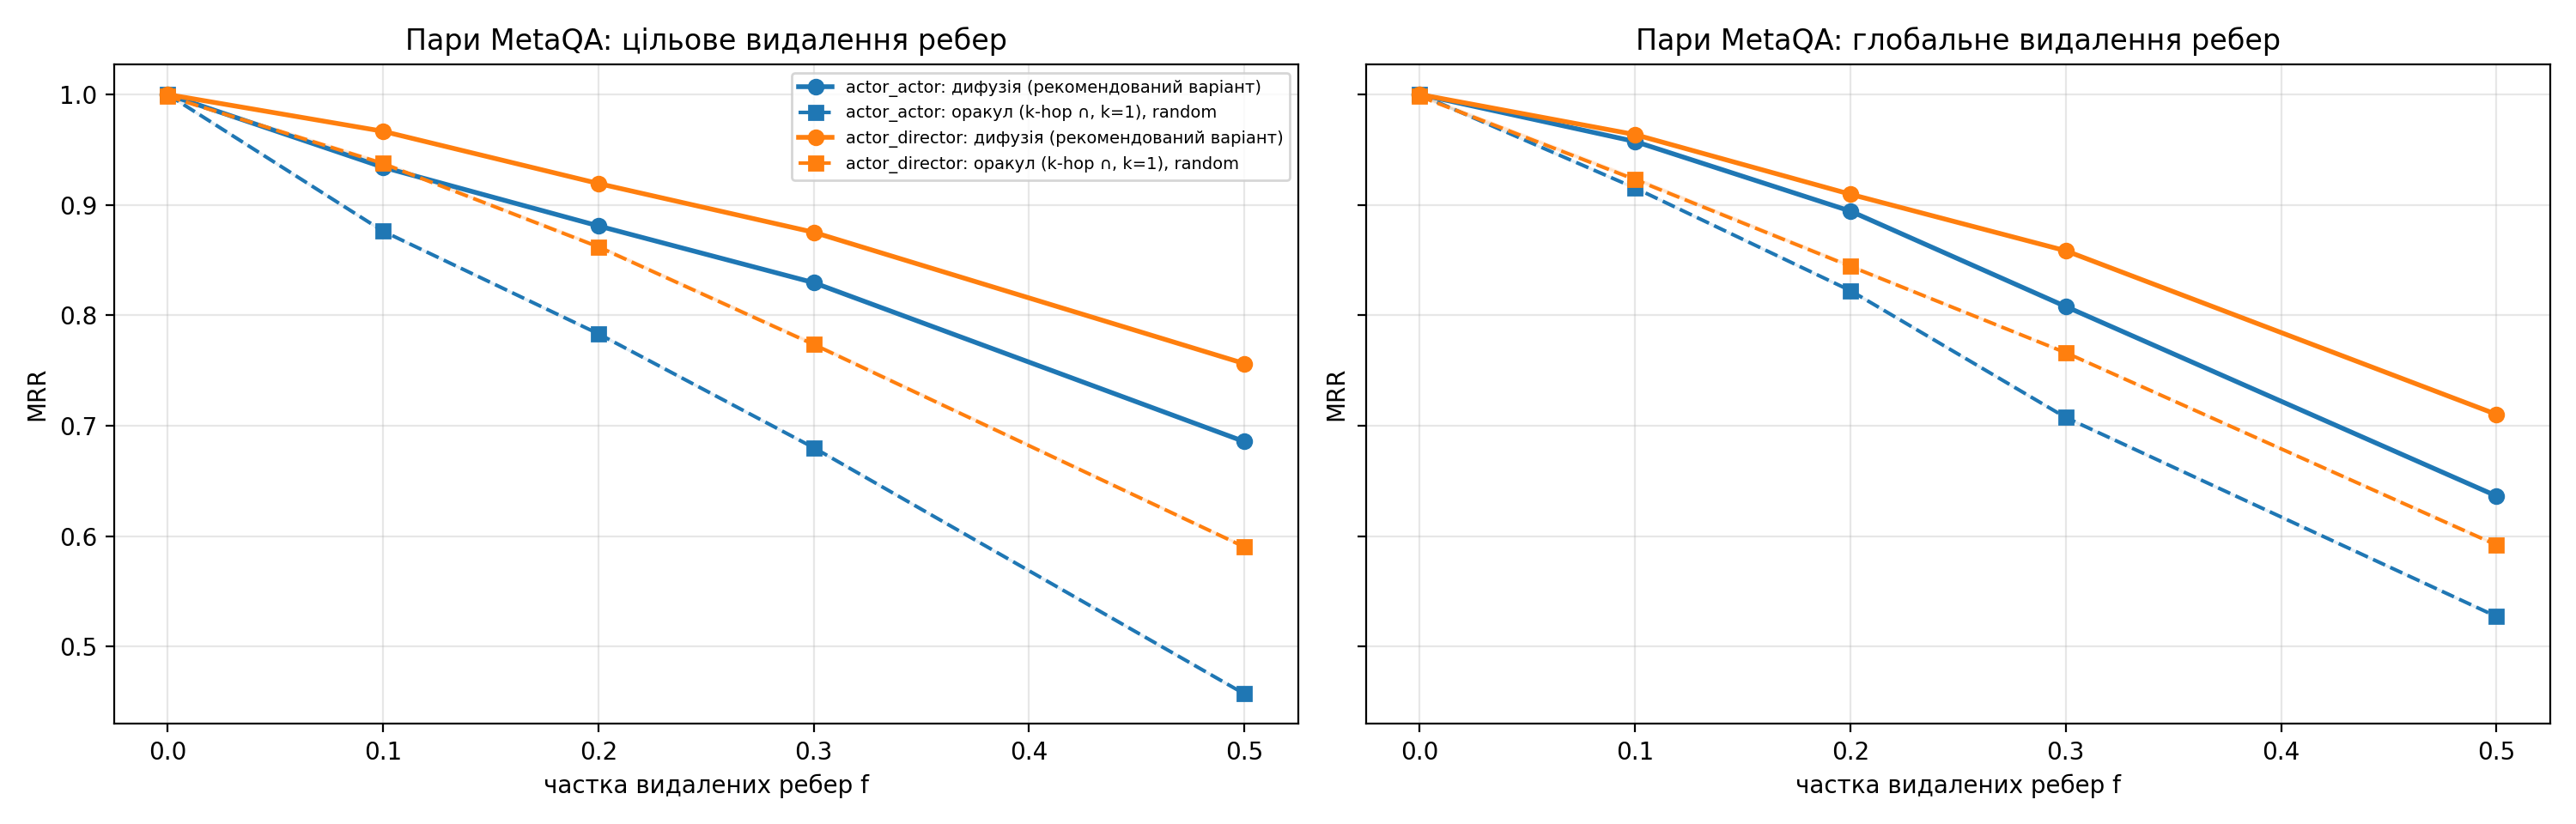 Пари MetaQA: цільове видалення ребер
MRR
1.0
0.9
0.8
0.7
0.6
0.5
actor_actor: дифузія (рекомендований варіант)
actor_actor: оракул (k-hop ∩, k=1), random
actor_director: дифузія (рекомендований варіант)
actor_director: оракул (k-hop ∩, k=1), random
0.0 0.1 0.2 0.3 0.4 0.5
частка видалених ребер f
Пари MetaQA: глобальне видалення ребер
MRR
0.0 0.1 0.2 0.3 0.4 0.5
частка видалених ребер f